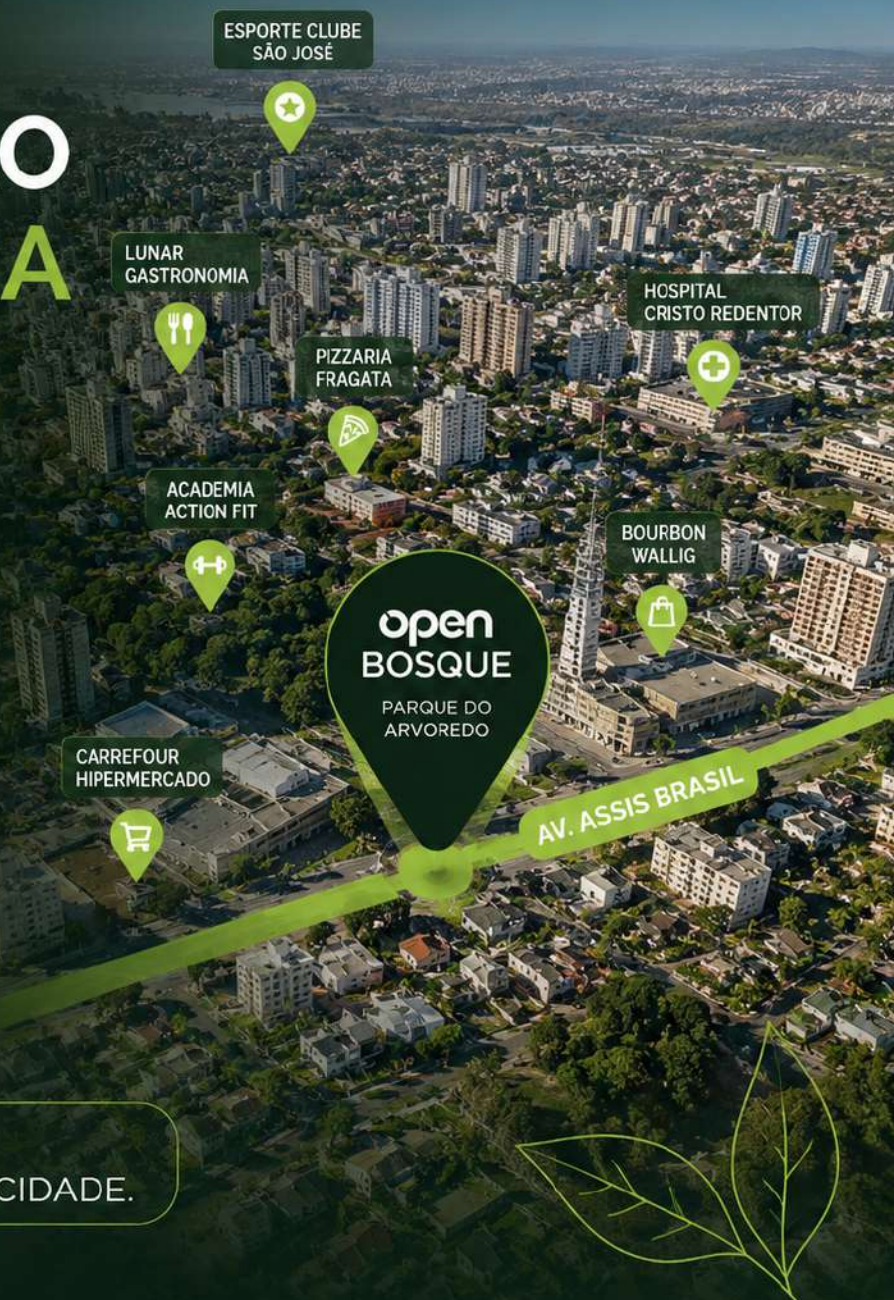 ESPORTE CLUBE
SÃO JOSÉ
O
A
LUNAR
GASTRONOMIA
HOSPITAL
CRISTO REDENTOR
PIZZARIA
FRAGATA
ACADEMIA
ACTION FIT
BOURBON
WALLIG
open
BOSQUE
PARQUE DO
ARVOREDO
CARREFOUR
HIPERMERCADO
AV. ASSIS BRASIL
CIDADE.